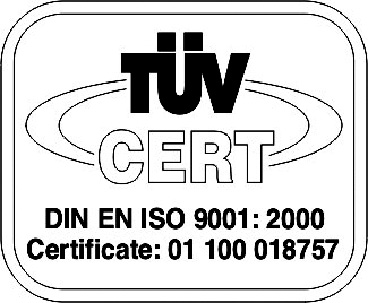 TÜV
CERT
DIN EN ISO 9001: 2000
Certificate: 01 100 018757